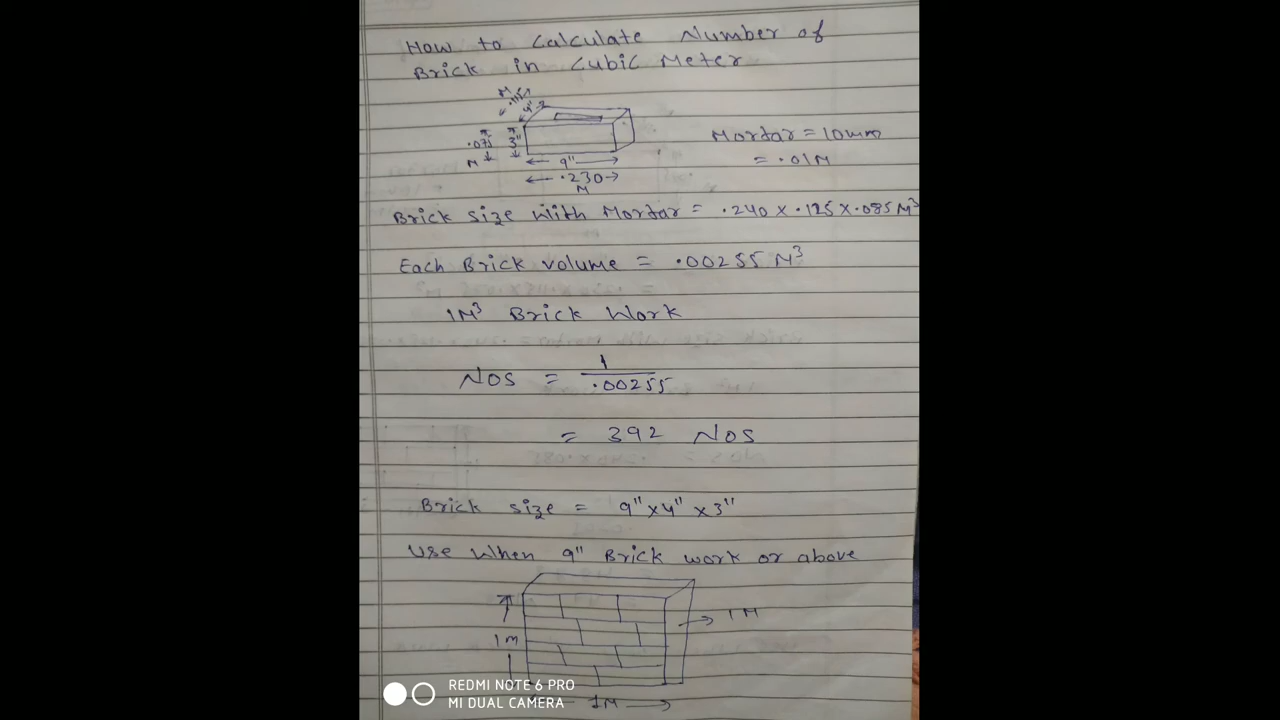 How to Calculate Number of
Brick in Cubic Meter
M
.115
4"
.075
M
3"
9"
.230
M
Mortar = 10mm
= .01M
Brick size with Mortar = .240 x .125 x .085 M³
Each Brick volume = .00255 M³
1M³ Brick Work
NOS = 1
.00255
= 392 NOS
Brick size = 9" x 4" x 3"
Use When 9" Brick work or above
1M
1M
1M
REDMI NOTE 6 PRO
MI DUAL CAMERA